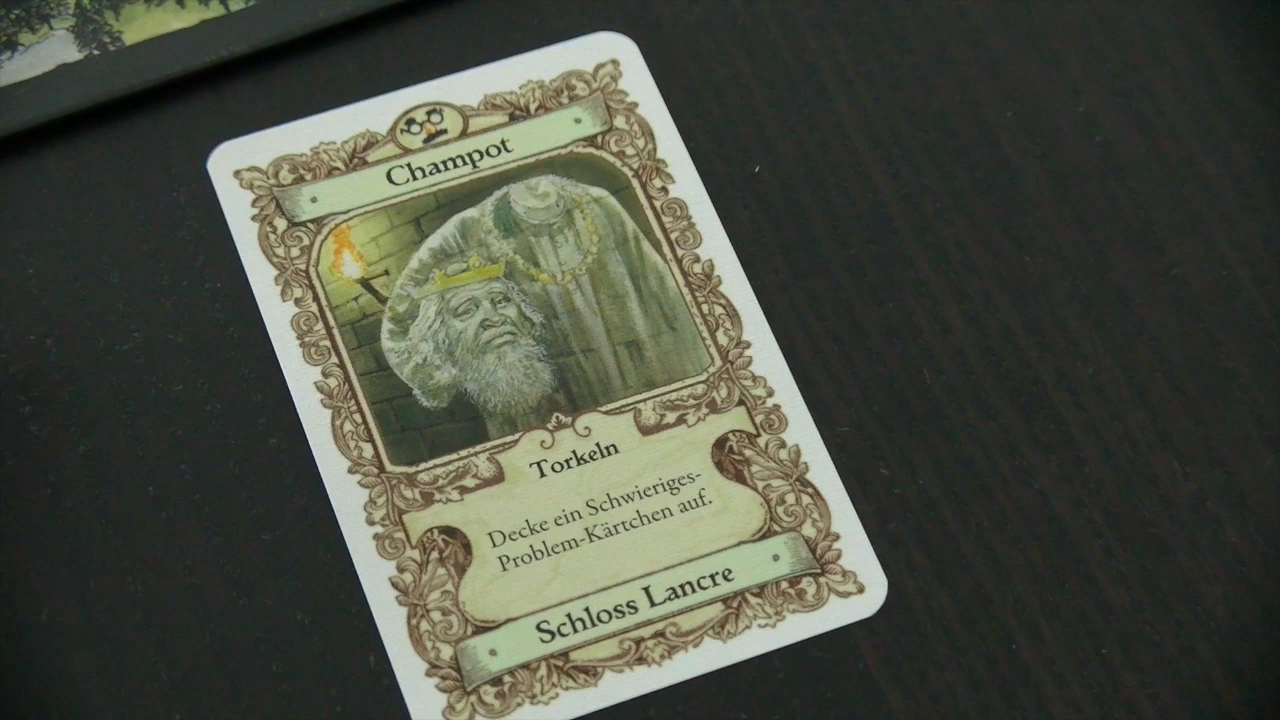 Champot
Torkeln
Decke ein Schwieriges-
Problem-Kärtchen auf.
Schloss Lancre